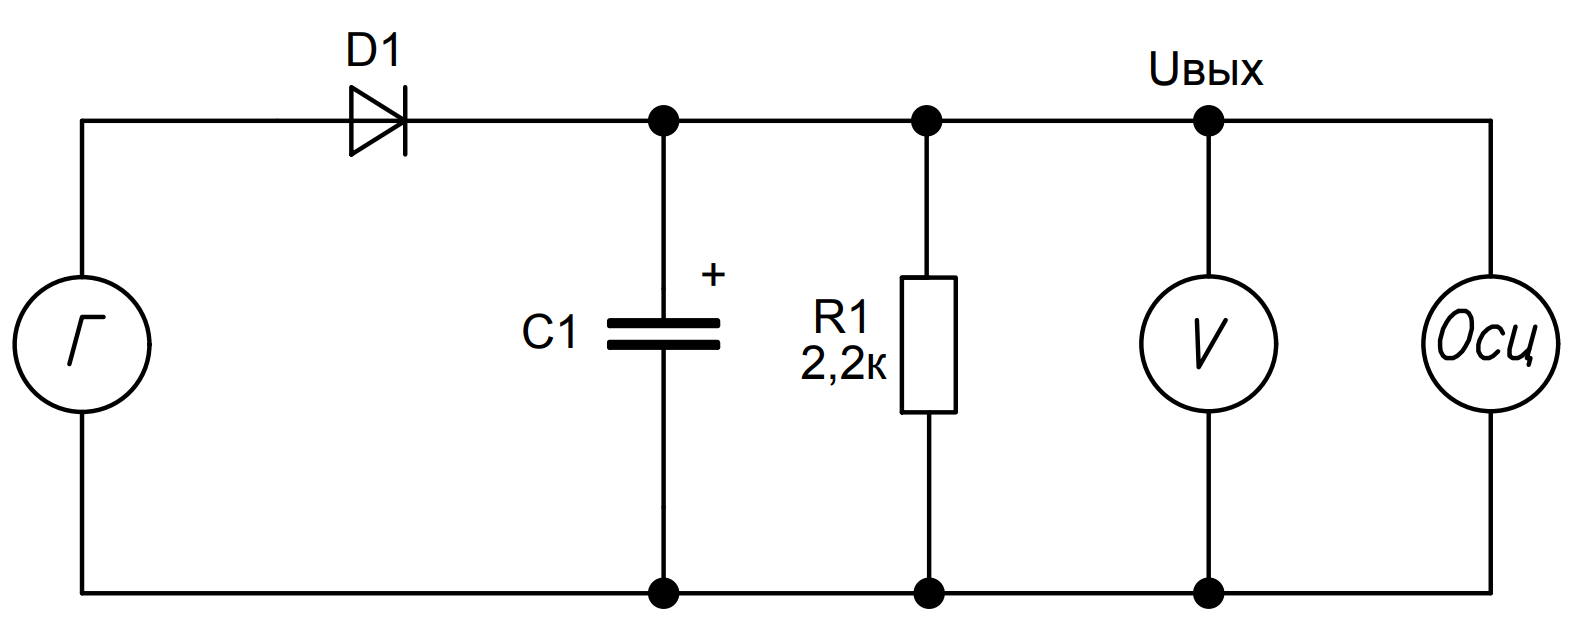 D1
Uвых
+
C1
R1
2,2к
Г
V
Осц